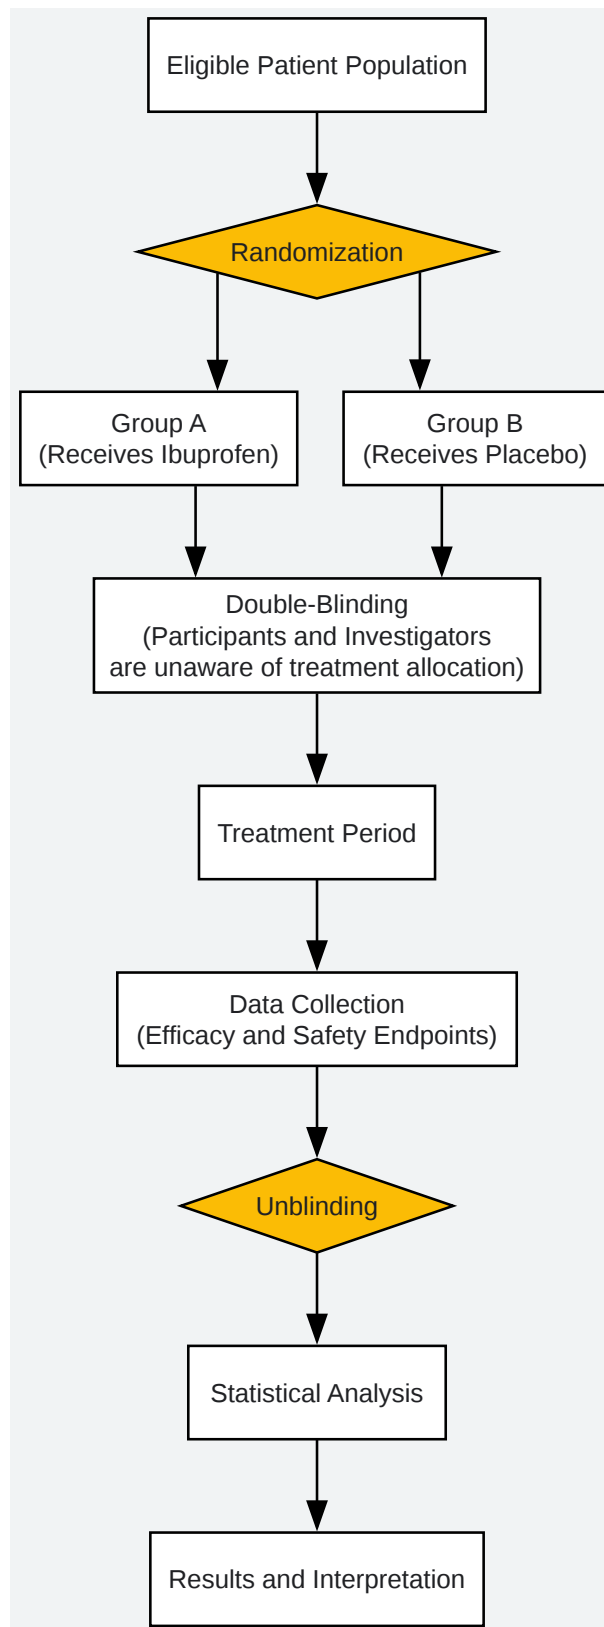 Eligible Patient Population
Randomization
Group A
(Receives Ibuprofen)
Group B
(Receives Placebo)
Double-Blinding
(Participants and Investigators
are unaware of treatment allocation)
Treatment Period
Data Collection
(Efficacy and Safety Endpoints)
Unblinding
Statistical Analysis
Results and Interpretation